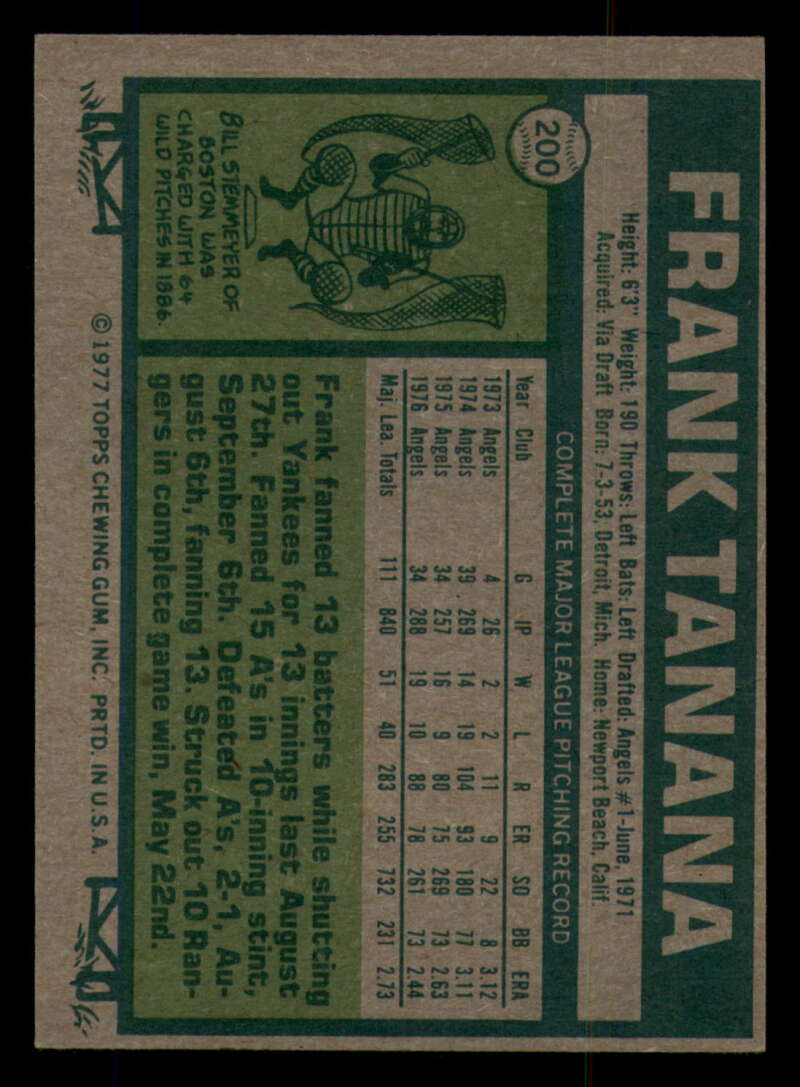 200
FRANK TANANA
Height: 6'3" Weight: 190 Throws: Left Bats: Left Drafted: Angels #1-June, 1971
Acquired: Via Draft Born: 7-3-53, Detroit, Mich. Home: Newport Beach, Calif.
COMPLETE MAJOR LEAGUE PITCHING RECORD
Year Club G IP W L R ER SO BB ERA
1973 Angels 4 26 2 2 11 9 22 8 3.12
1974 Angels 39 269 14 19 104 93 180 77 3.11
1975 Angels 34 257 16 9 80 75 269 73 2.63
1976 Angels 34 288 19 10 88 78 261 73 2.44
Maj. Lea. Totals 111 840 51 40 283 255 732 231 2.73
BILL STEMMEYER OF
BOSTON WAS
CHARGED WITH 64
WILD PITCHES IN 1886.
Frank fanned 13 batters while shutting
out Yankees for 13 innings last August
27th. Fanned 15 A's in 10-inning stint,
September 6th. Defeated A's, 2-1, Au-
gust 6th, fanning 13. Struck out 10 Ran-
gers in complete game win, May 22nd.
© 1977 TOPPS CHEWING GUM, INC. PRTD. IN U.S.A.